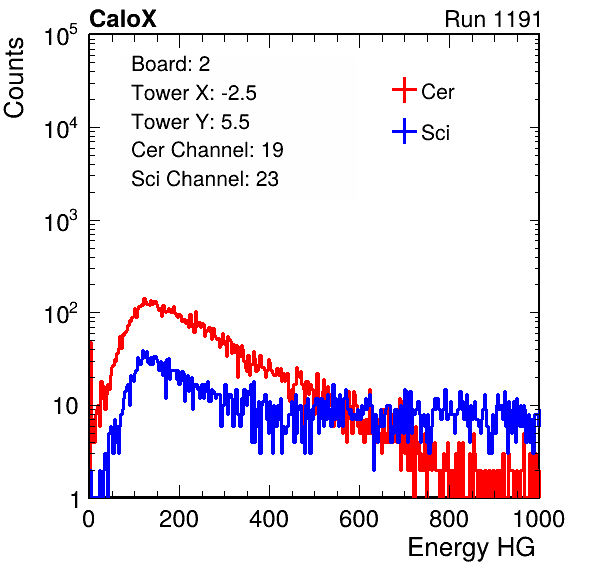 CaloX Run 1191
Counts
Board: 2
Tower X: -2.5
Tower Y: 5.5
Cer Channel: 19
Sci Channel: 23
Cer
Sci
10^5
10^4
10^3
10^2
10
1
0 200 400 600 800 1000
Energy HG